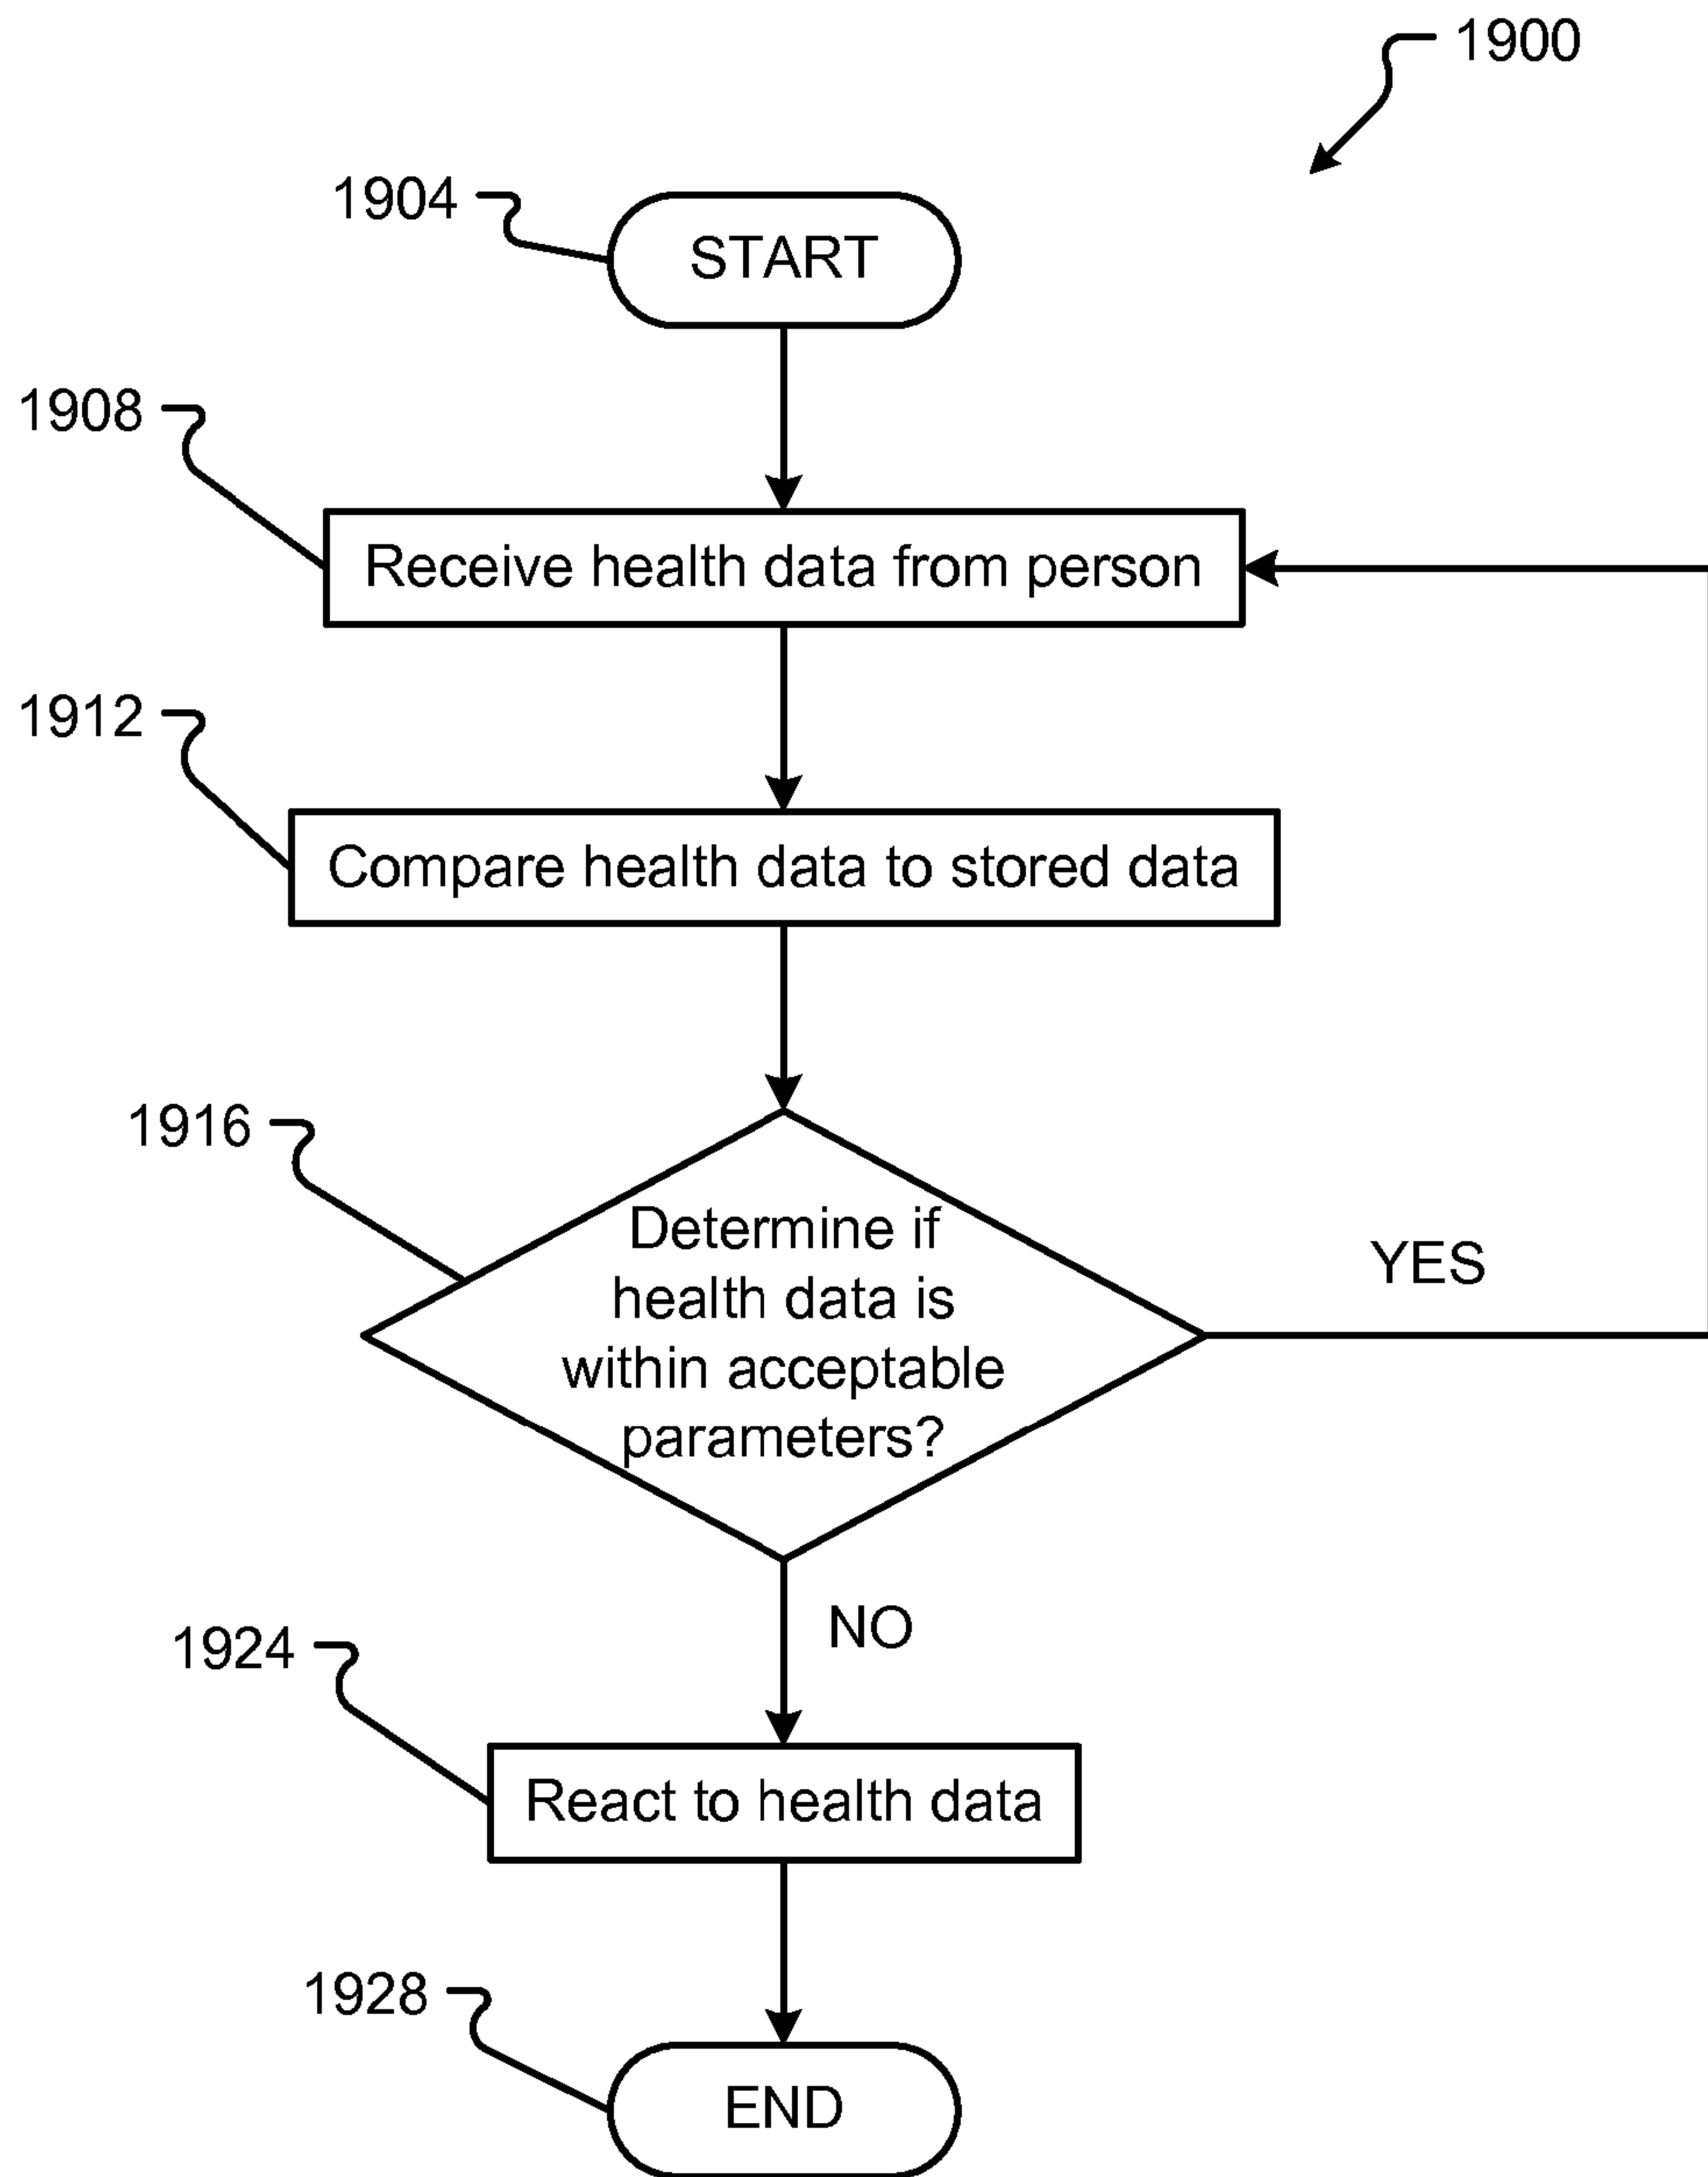 1900
1904
START
1908
Receive health data from person
1912
Compare health data to stored data
1916
Determine if
health data is
within acceptable
parameters?
YES
NO
1924
React to health data
1928
END